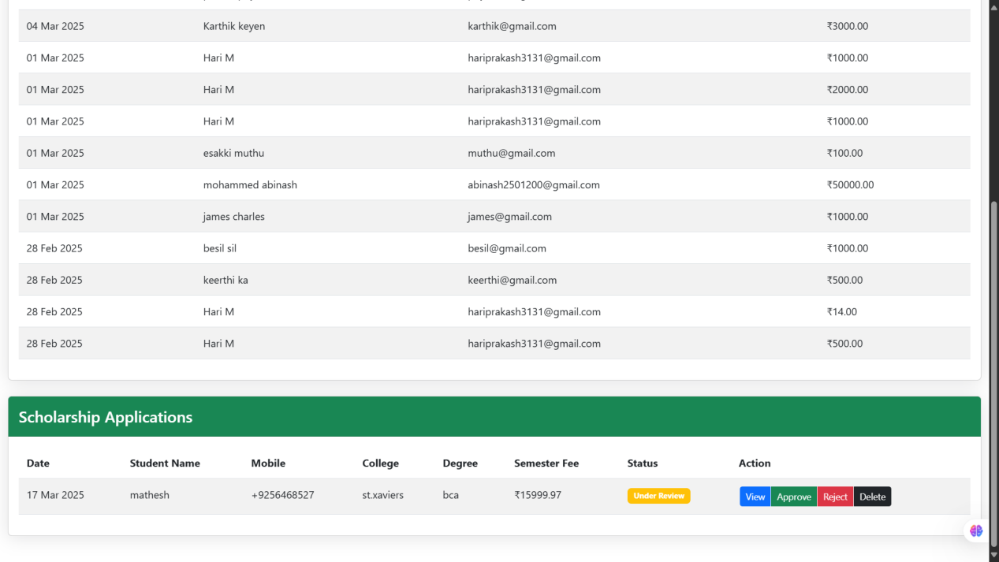 04 Mar 2025 Karthik keyen karthik@gmail.com ₹3000.00
01 Mar 2025 Hari M hariprakash3131@gmail.com ₹1000.00
01 Mar 2025 Hari M hariprakash3131@gmail.com ₹2000.00
01 Mar 2025 Hari M hariprakash3131@gmail.com ₹1000.00
01 Mar 2025 esakki muthu muthu@gmail.com ₹100.00
01 Mar 2025 mohammed abinash abinash2501200@gmail.com ₹50000.00
01 Mar 2025 james charles james@gmail.com ₹1000.00
28 Feb 2025 besil sil besil@gmail.com ₹1000.00
28 Feb 2025 keerthi ka keerthi@gmail.com ₹500.00
28 Feb 2025 Hari M hariprakash3131@gmail.com ₹14.00
28 Feb 2025 Hari M hariprakash3131@gmail.com ₹500.00
Scholarship Applications
Date Student Name Mobile College Degree Semester Fee Status Action
17 Mar 2025 mathesh +9256468527 st.xaviers bca ₹15999.97 Under Review View Approve Reject Delete